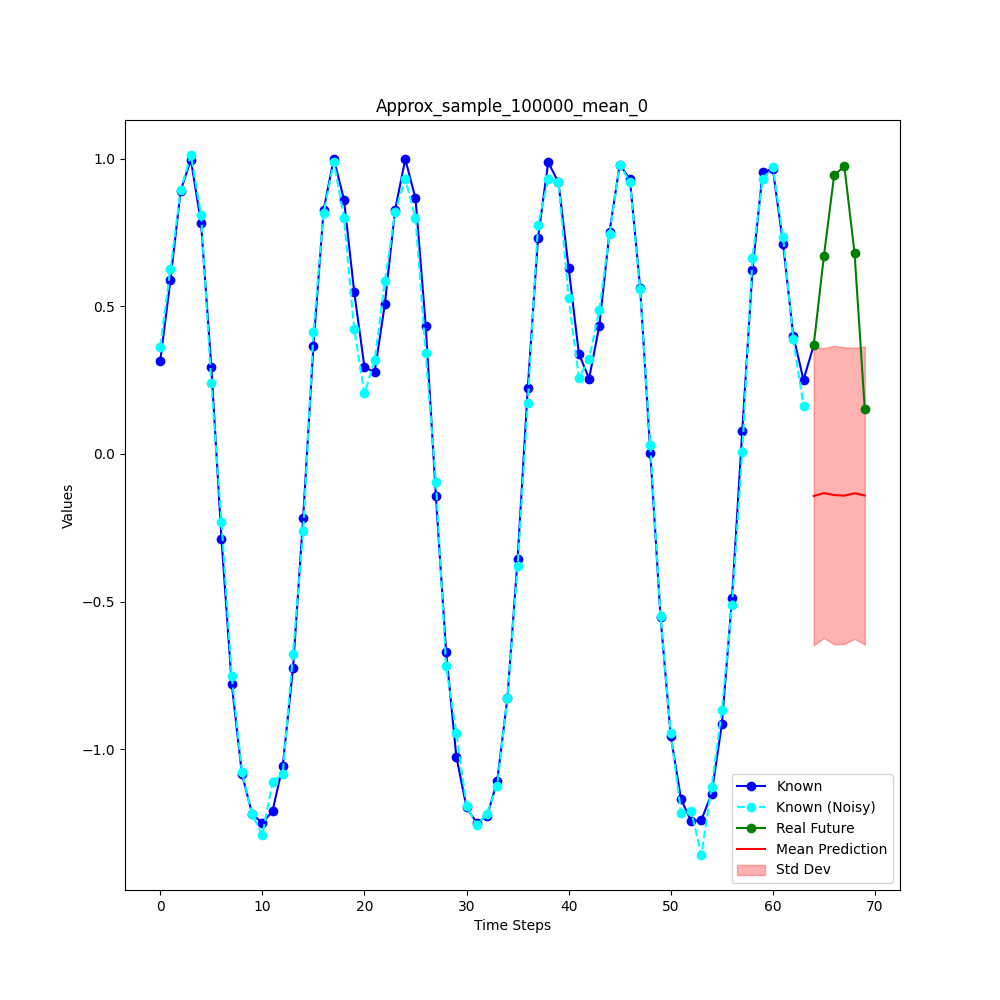 Approx_sample_100000_mean_0
1.0
0.5
0.0
−0.5
−1.0
Values
0 10 20 30 40 50 60 70
Time Steps
Known
Known (Noisy)
Real Future
Mean Prediction
Std Dev